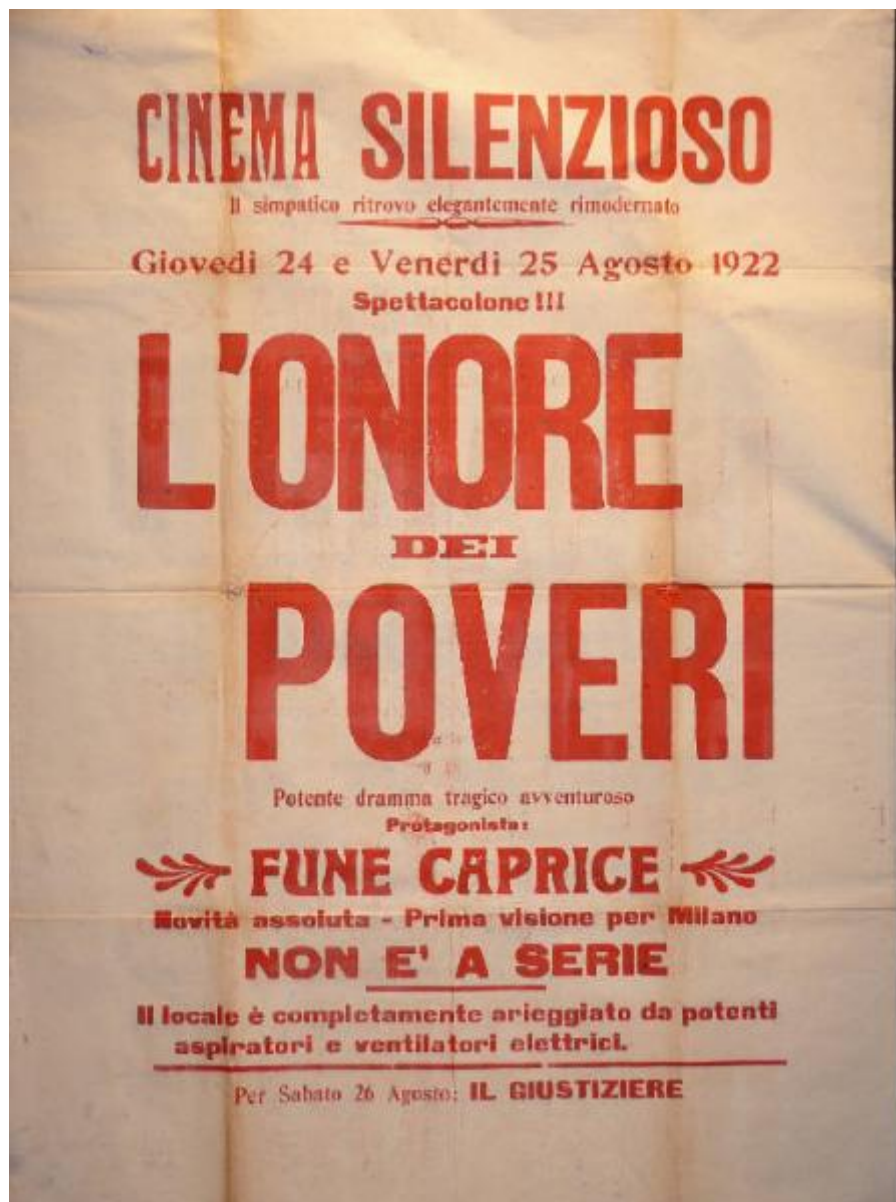 CINEMA SILENZIOSO
Il simpatico ritrovo elegantemente rimodernato
Giovedi 24 e Venerdi 25 Agosto 1922
Spettacolone!!!
L'ONORE
DEI
POVERI
Potente dramma tragico avventuroso
Protagonista:
FUNE CAPRICE
Novità assoluta - Prima visione per Milano
NON E' A SERIE
Il locale è completamente arieggiato da potenti
aspiratori e ventilatori elettrici.
Per Sabato 26 Agosto: IL GIUSTIZIERE